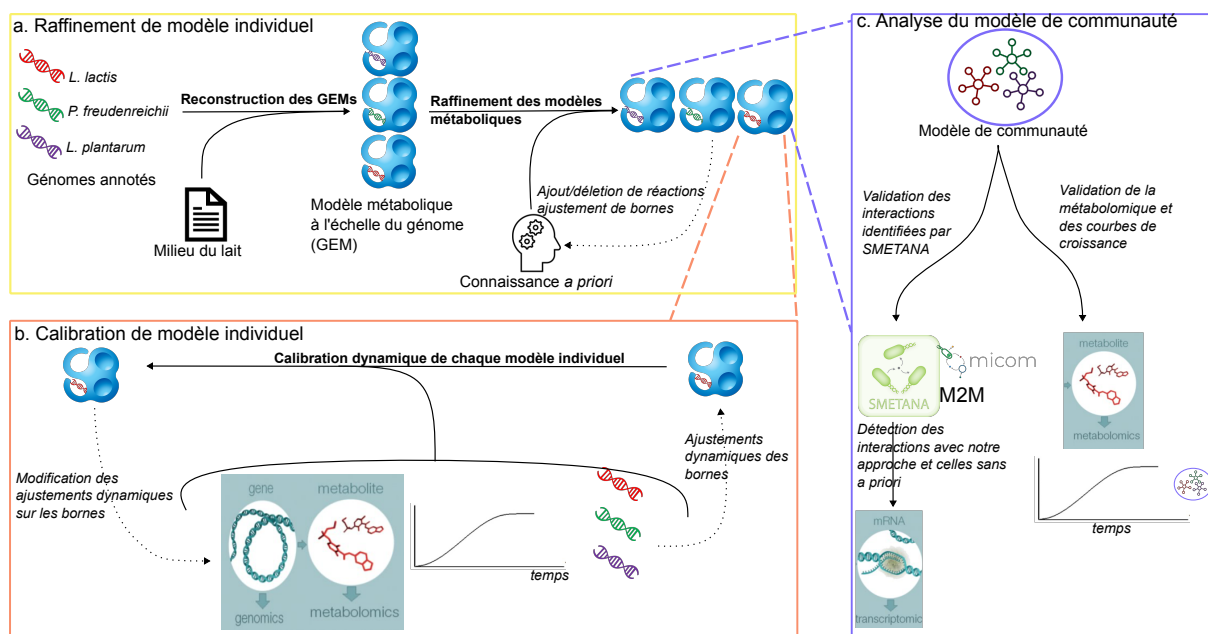 a. Raffinement de modèle individuel
L. lactis
P. freudenreichii
L. plantarum
Génomes annotés
Reconstruction des GEMs
Milieu du lait
Modèle métabolique
à l'échelle du génome
(GEM)
Raffinement des modèles
métaboliques
Ajout/déletion de réactions
ajustement de bornes
Connaissance a priori
b. Calibration de modèle individuel
Calibration dynamique de chaque modèle individuel
Modification des
ajustements dynamiques
sur les bornes
gene
metabolite
genomics
metabolomics
temps
Ajustements
dynamiques des
bornes
c. Analyse du modèle de communauté
Modèle de communauté
Validation des
interactions
identifiées par
SMETANA
Validation de la
métabolomique et
des courbes de
croissance
SMETANA
micom
M2M
metabolite
metabolomics
Détection des
interactions avec notre
approche et celles sans
a priori
mRNA
transcriptomic
temps